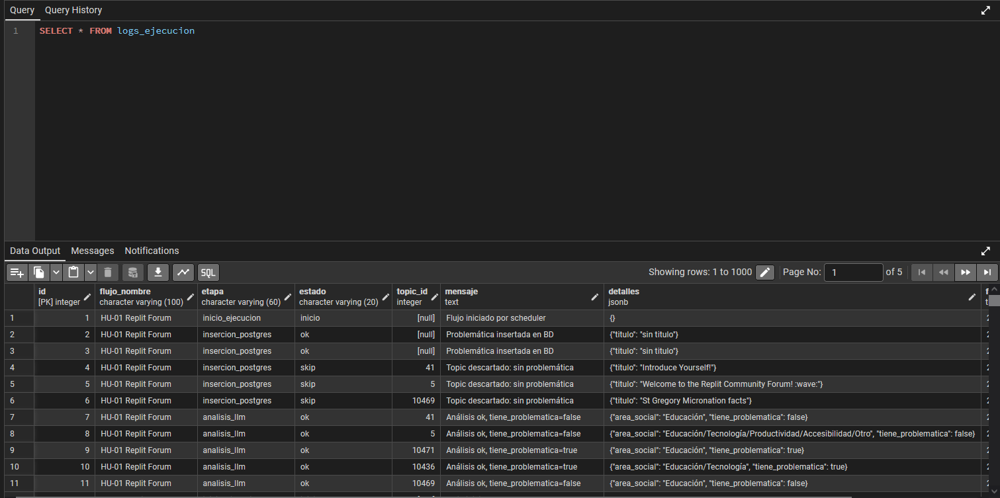 Query Query History
1 SELECT * FROM logs_ejecucion
Data Output Messages Notifications
SQL Showing rows: 1 to 1000 Page No: 1 of 5
id flujo_nombre etapa estado topic_id mensaje detalles f
[PK] integer character varying (100) character varying (60) character varying (20) integer text jsonb t
1 1 HU-01 Replit Forum inicio_ejecucion inicio [null] Flujo iniciado por scheduler {} 2
2 2 HU-01 Replit Forum insercion_postgres ok [null] Problemática insertada en BD {"titulo": "sin titulo"} 2
3 3 HU-01 Replit Forum insercion_postgres ok [null] Problemática insertada en BD {"titulo": "sin titulo"} 2
4 4 HU-01 Replit Forum insercion_postgres skip 41 Topic descartado: sin problemática {"titulo": "Introduce Yourself!"} 2
5 5 HU-01 Replit Forum insercion_postgres skip 5 Topic descartado: sin problemática {"titulo": "Welcome to the Replit Community Forum! :wave:"} 2
6 6 HU-01 Replit Forum insercion_postgres skip 10469 Topic descartado: sin problemática {"titulo": "St Gregory Micronation facts"} 2
7 7 HU-01 Replit Forum analisis_llm ok 41 Análisis ok, tiene_problematica=false {"area_social": "Educación", "tiene_problematica": false} 2
8 8 HU-01 Replit Forum analisis_llm ok 5 Análisis ok, tiene_problematica=false {"area_social": "Educación/Tecnología/Productividad/Accesibilidad/Otro", "tiene_problematica": false} 2
9 9 HU-01 Replit Forum analisis_llm ok 10471 Análisis ok, tiene_problematica=true {"area_social": "Educación", "tiene_problematica": true} 2
10 10 HU-01 Replit Forum analisis_llm ok 10436 Análisis ok, tiene_problematica=true {"area_social": "Educación/Tecnología", "tiene_problematica": true} 2
11 11 HU-01 Replit Forum analisis_llm ok 10469 Análisis ok, tiene_problematica=false {"area_social": "Educación", "tiene_problematica": false} 2